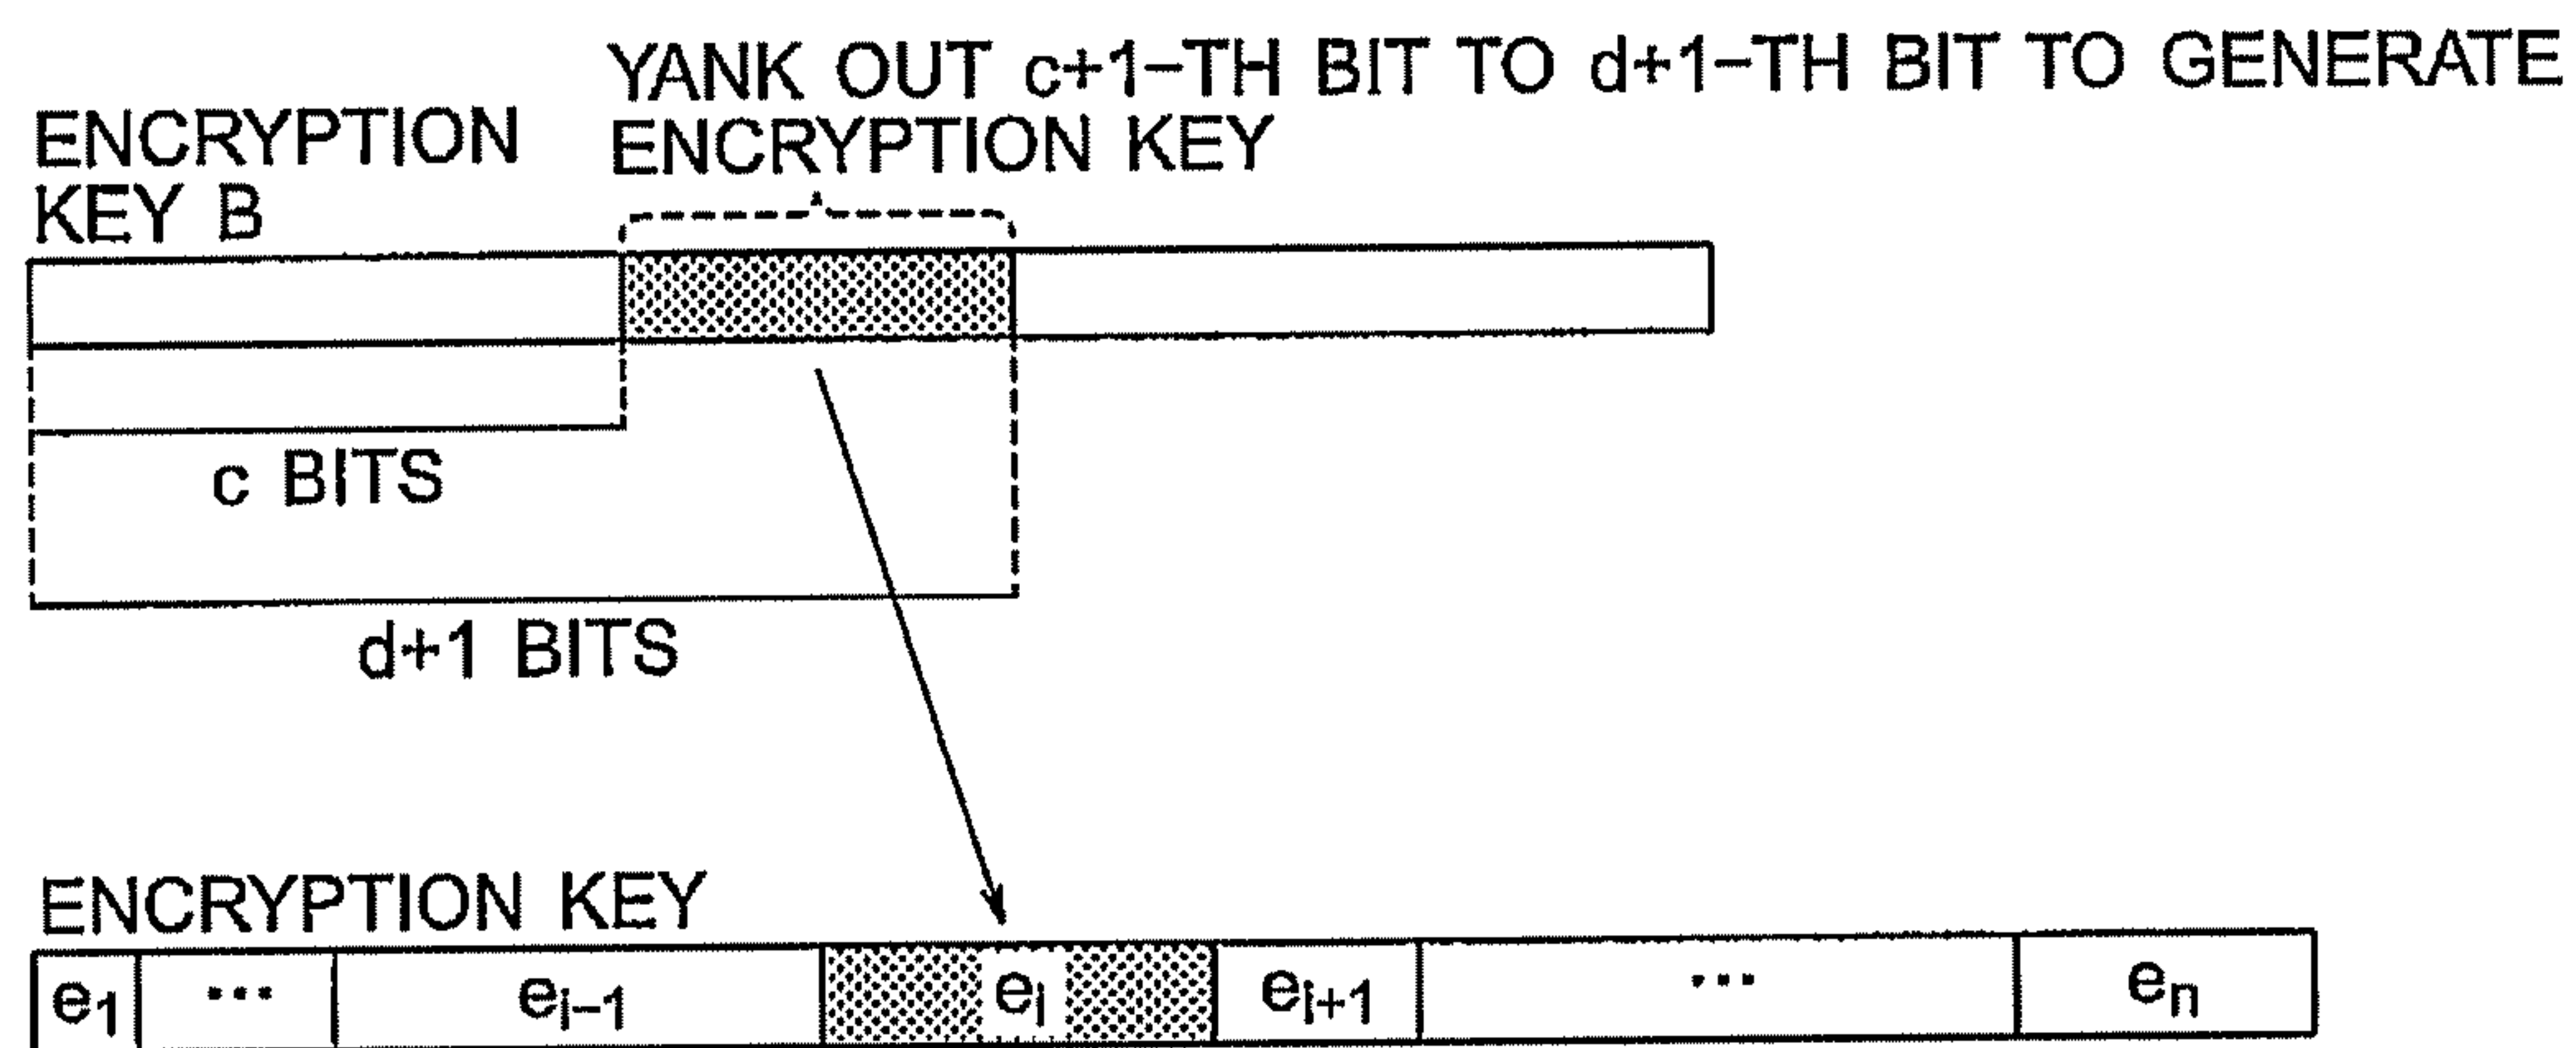 YANK OUT c+1-TH BIT TO d+1-TH BIT TO GENERATE
ENCRYPTION KEY
ENCRYPTION
KEY B
c BITS
d+1 BITS
ENCRYPTION KEY
e1 ... ei-1 ei ei+1 ... en